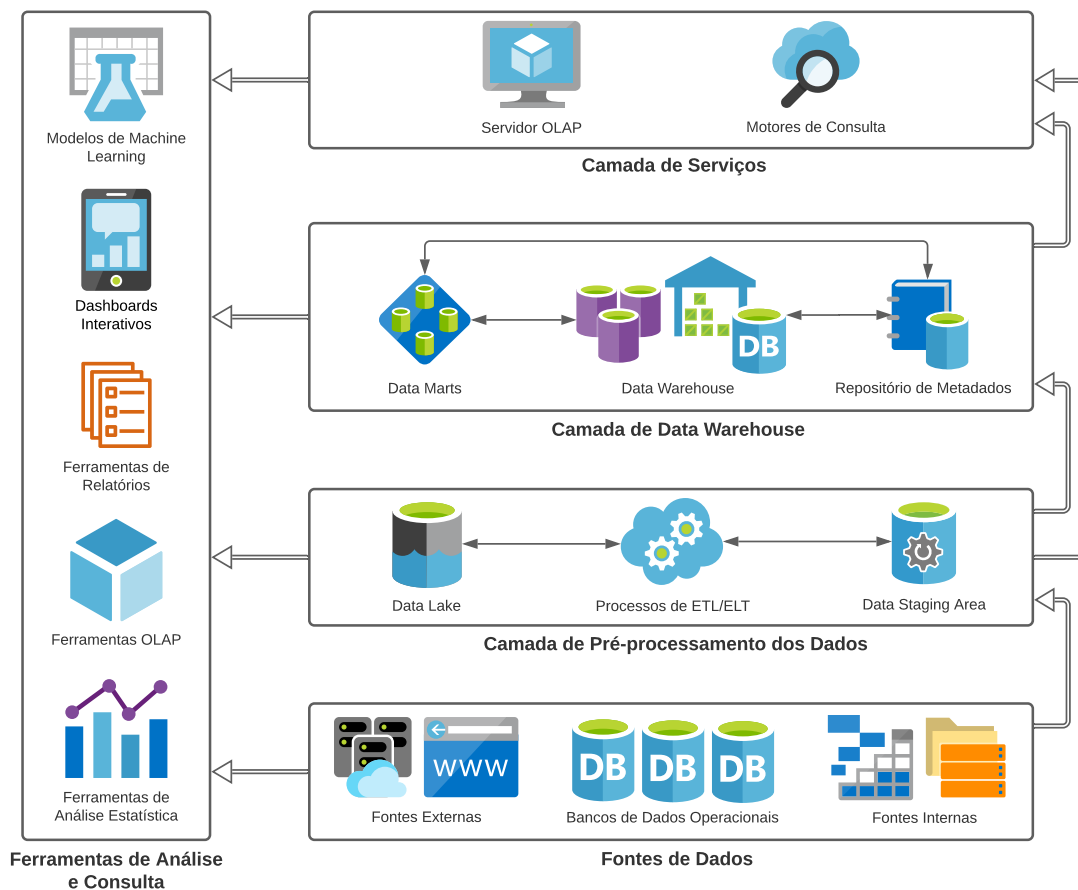 Modelos de Machine
Learning
Dashboards
Interativos
Ferramentas de
Relatórios
Ferramentas OLAP
Ferramentas de
Análise Estatística
Ferramentas de Análise
e Consulta
Servidor OLAP
Motores de Consulta
Camada de Serviços
Data Marts
DB
Data Warehouse
Repositório de Metadados
Camada de Data Warehouse
Data Lake
Processos de ETL/ELT
Data Staging Area
Camada de Pré-processamento dos Dados
WWW
Fontes Externas
DB
DB
DB
Bancos de Dados Operacionais
Fontes Internas
Fontes de Dados